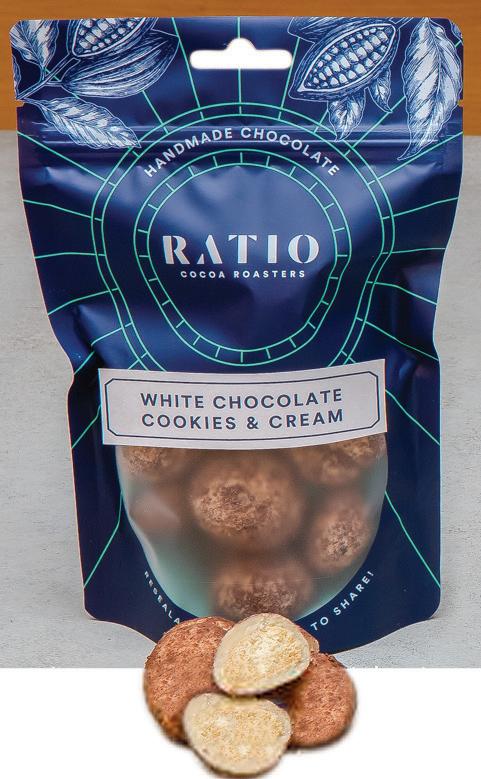 HANDMADE CHOCOLATE
RATIO
COCOA ROASTERS
WHITE CHOCOLATE
COOKIES & CREAM
TO SHARE!